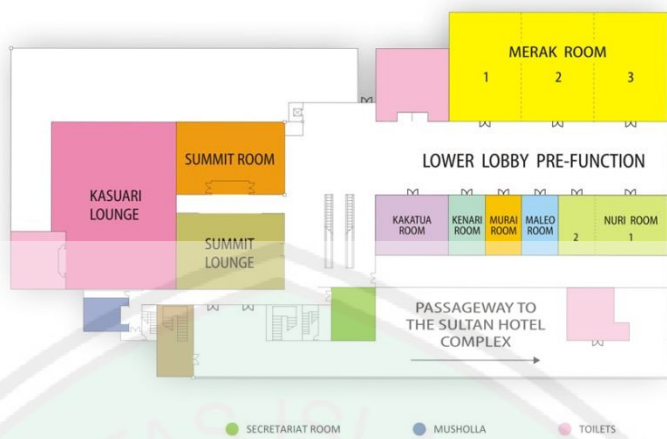 MERAK ROOM
1 2 3
SUMMIT ROOM
LOWER LOBBY PRE-FUNCTION
KASUARI
LOUNGE
KAKATUA
ROOM
KENARI
ROOM
MURAI
ROOM
MALEO
ROOM
NURI ROOM
2 1
SUMMIT
LOUNGE
PASSAGEWAY TO
THE SULTAN HOTEL
COMPLEX
SECRETARIAT ROOM MUSHOLLA TOILETS